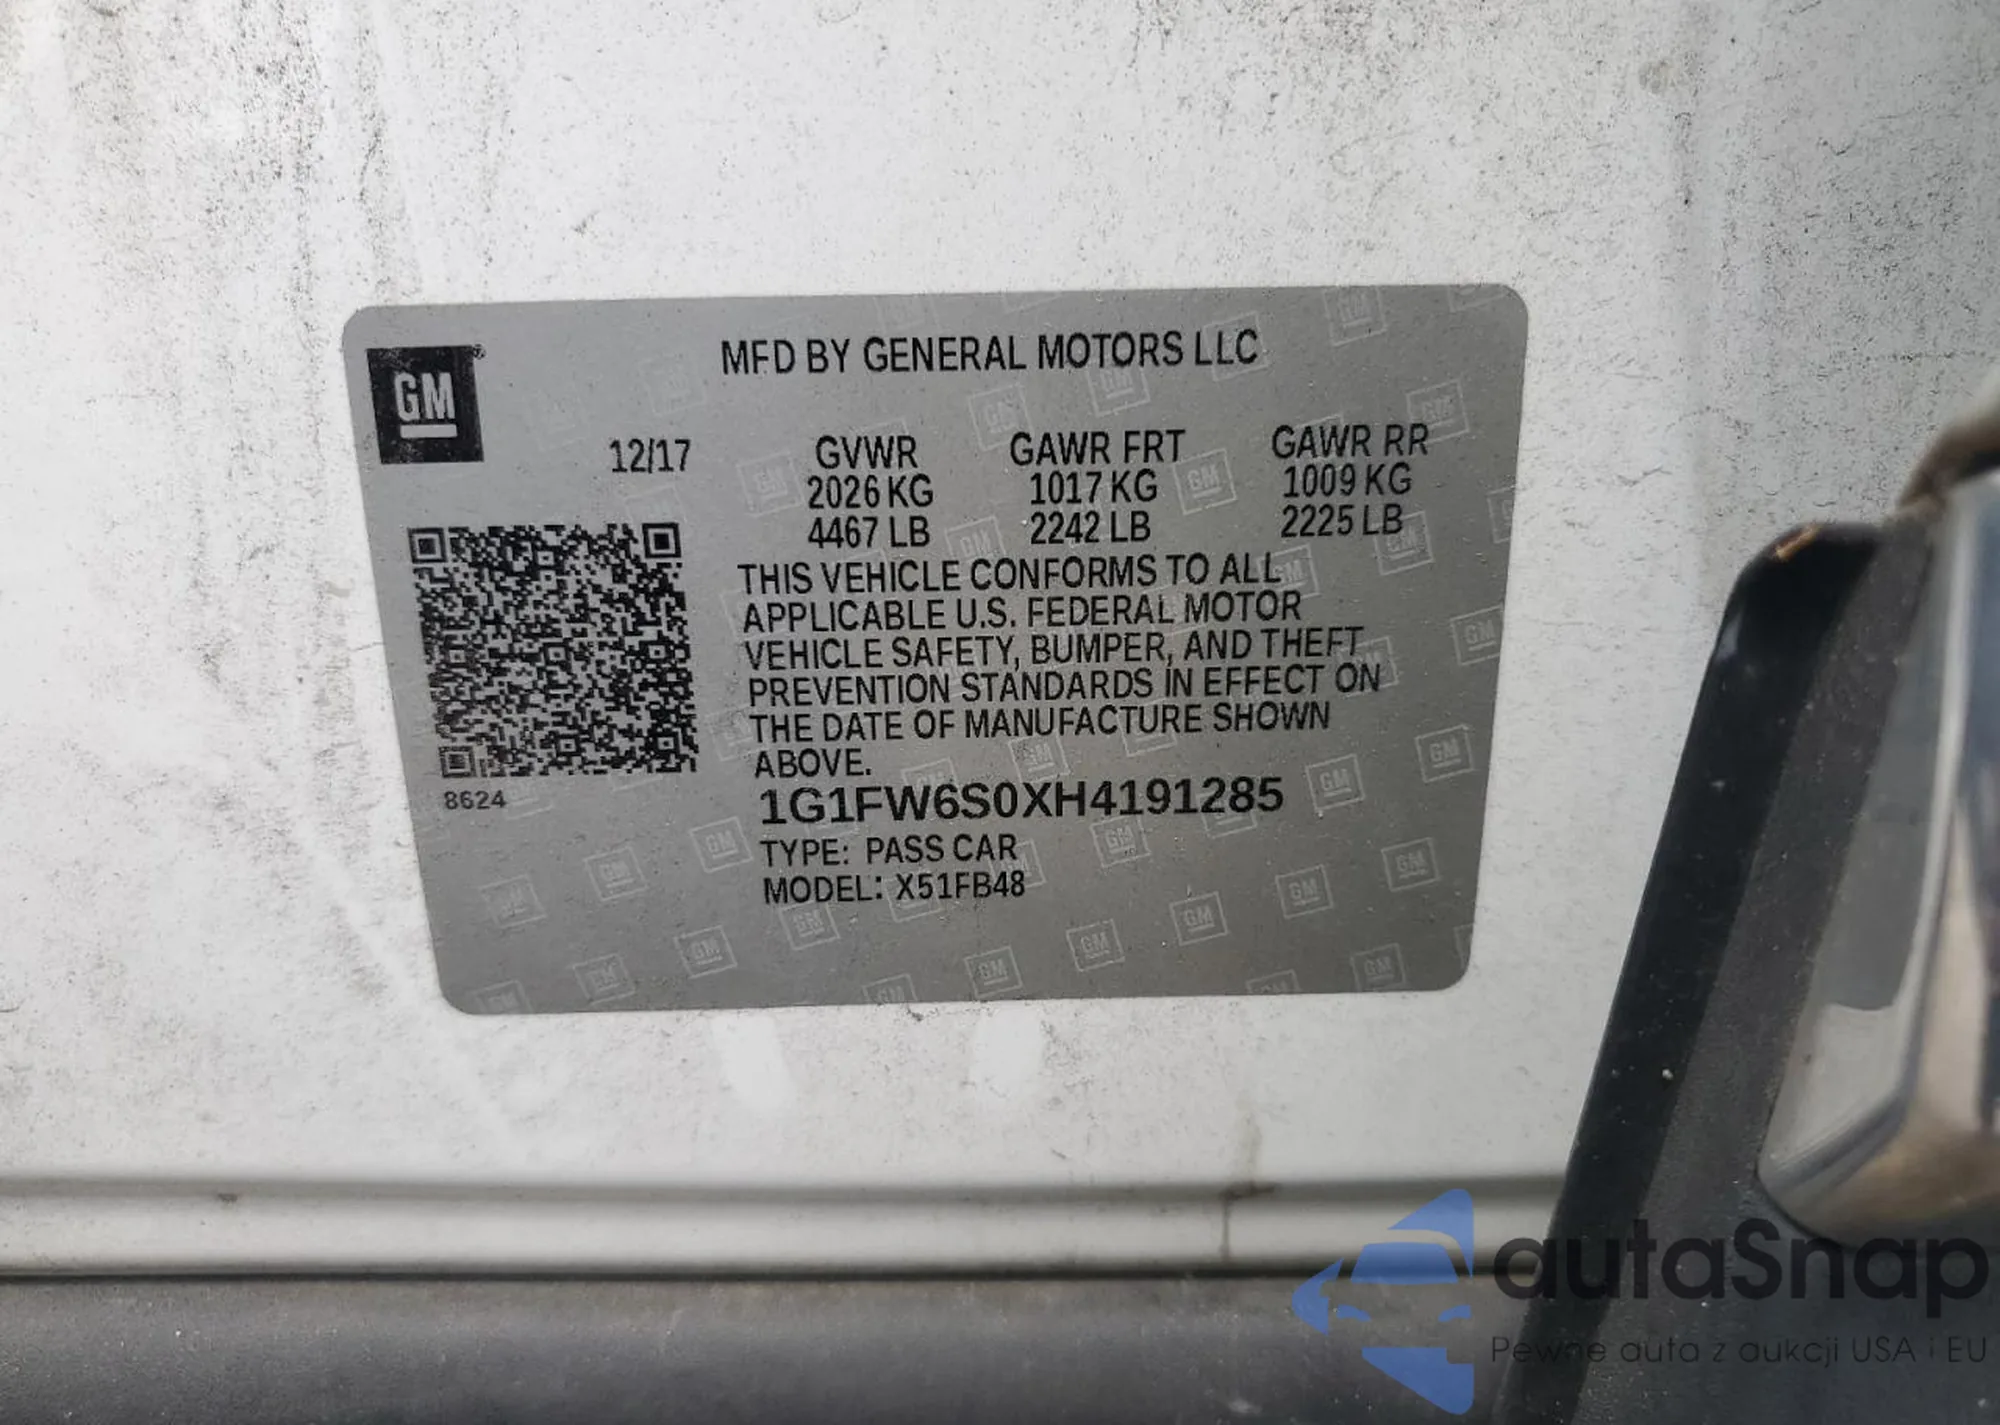 MFD BY GENERAL MOTORS LLC
GM
12/17 GVWR GAWR FRT GAWR RR
2026 KG 1017 KG 1009 KG
4467 LB 2242 LB 2225 LB
THIS VEHICLE CONFORMS TO ALL
APPLICABLE U.S. FEDERAL MOTOR
VEHICLE SAFETY, BUMPER, AND THEFT
PREVENTION STANDARDS IN EFFECT ON
THE DATE OF MANUFACTURE SHOWN
ABOVE.
8624
1G1FW6S0XH4191285
TYPE: PASS CAR
MODEL: X51FB48
autaSnap
Pewne auta z aukcji USA i EU